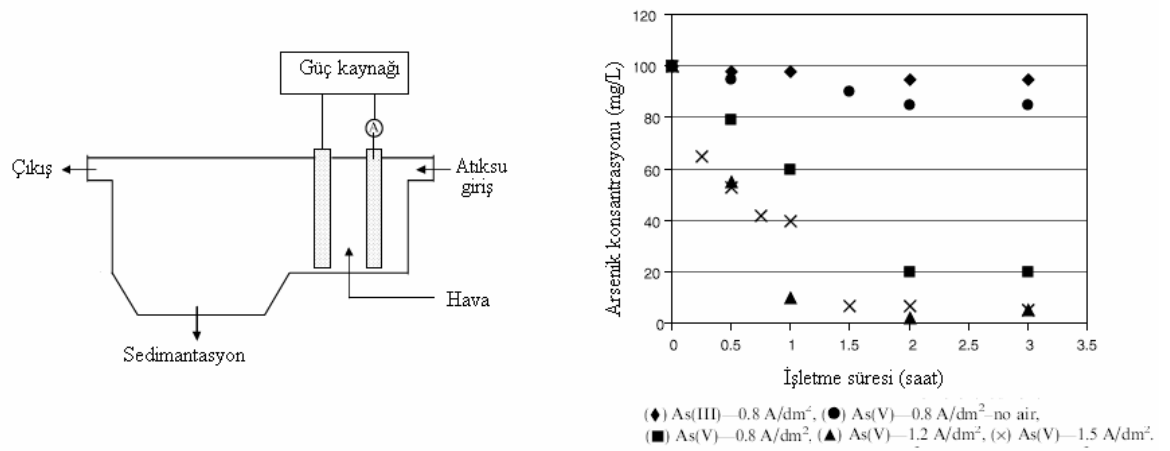 Güç kaynağı
A
Çıkış
Atıksu
giriş
Hava
Sedimantasyon
Arsenik konsantrasyonu (mg/L)
120
100
80
60
40
20
0
0 0.5 1 1.5 2 2.5 3 3.5
İşletme süresi (saat)
(♦) As(III)—0.8 A/dm², (●) As(V)—0.8 A/dm²–no air,
(■) As(V)—0.8 A/dm², (▲) As(V)—1.2 A/dm², (×) As(V)—1.5 A/dm².